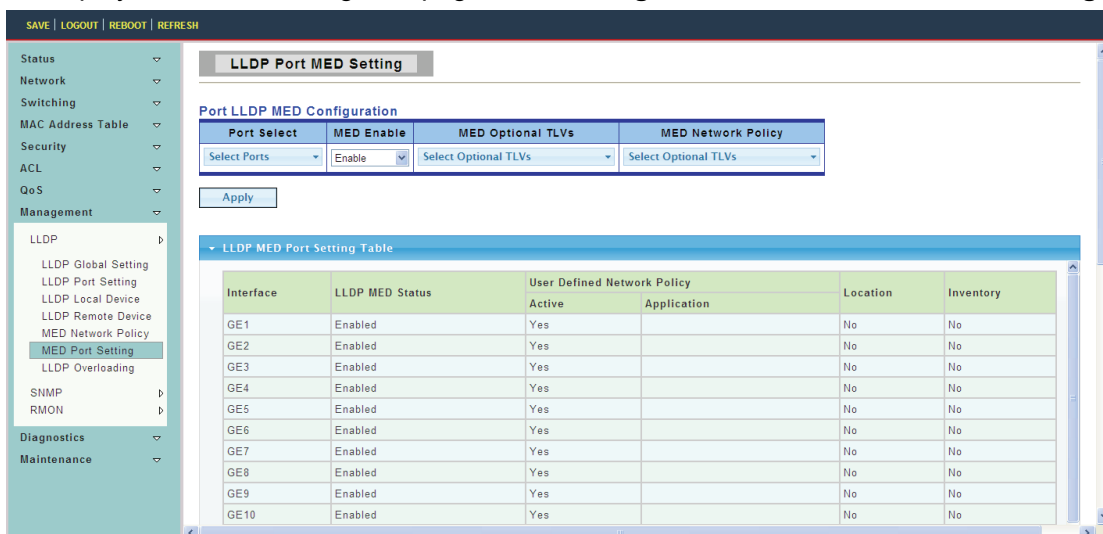 SAVE | LOGOUT | REBOOT | REFRESH
Status
Network
Switching
MAC Address Table
Security
ACL
QoS
Management
LLDP
LLDP Global Setting
LLDP Port Setting
LLDP Local Device
LLDP Remote Device
MED Network Policy
MED Port Setting
LLDP Overloading
SNMP
RMON
Diagnostics
Maintenance
LLDP Port MED Setting
Port LLDP MED Configuration
Port Select MED Enable MED Optional TLVs MED Network Policy
Select Ports Enable Select Optional TLVs Select Optional TLVs
Apply
LLDP MED Port Setting Table
Interface LLDP MED Status User Defined Network Policy Location Inventory
Active Application
GE1 Enabled Yes No No
GE2 Enabled Yes No No
GE3 Enabled Yes No No
GE4 Enabled Yes No No
GE5 Enabled Yes No No
GE6 Enabled Yes No No
GE7 Enabled Yes No No
GE8 Enabled Yes No No
GE9 Enabled Yes No No
GE10 Enabled Yes No No